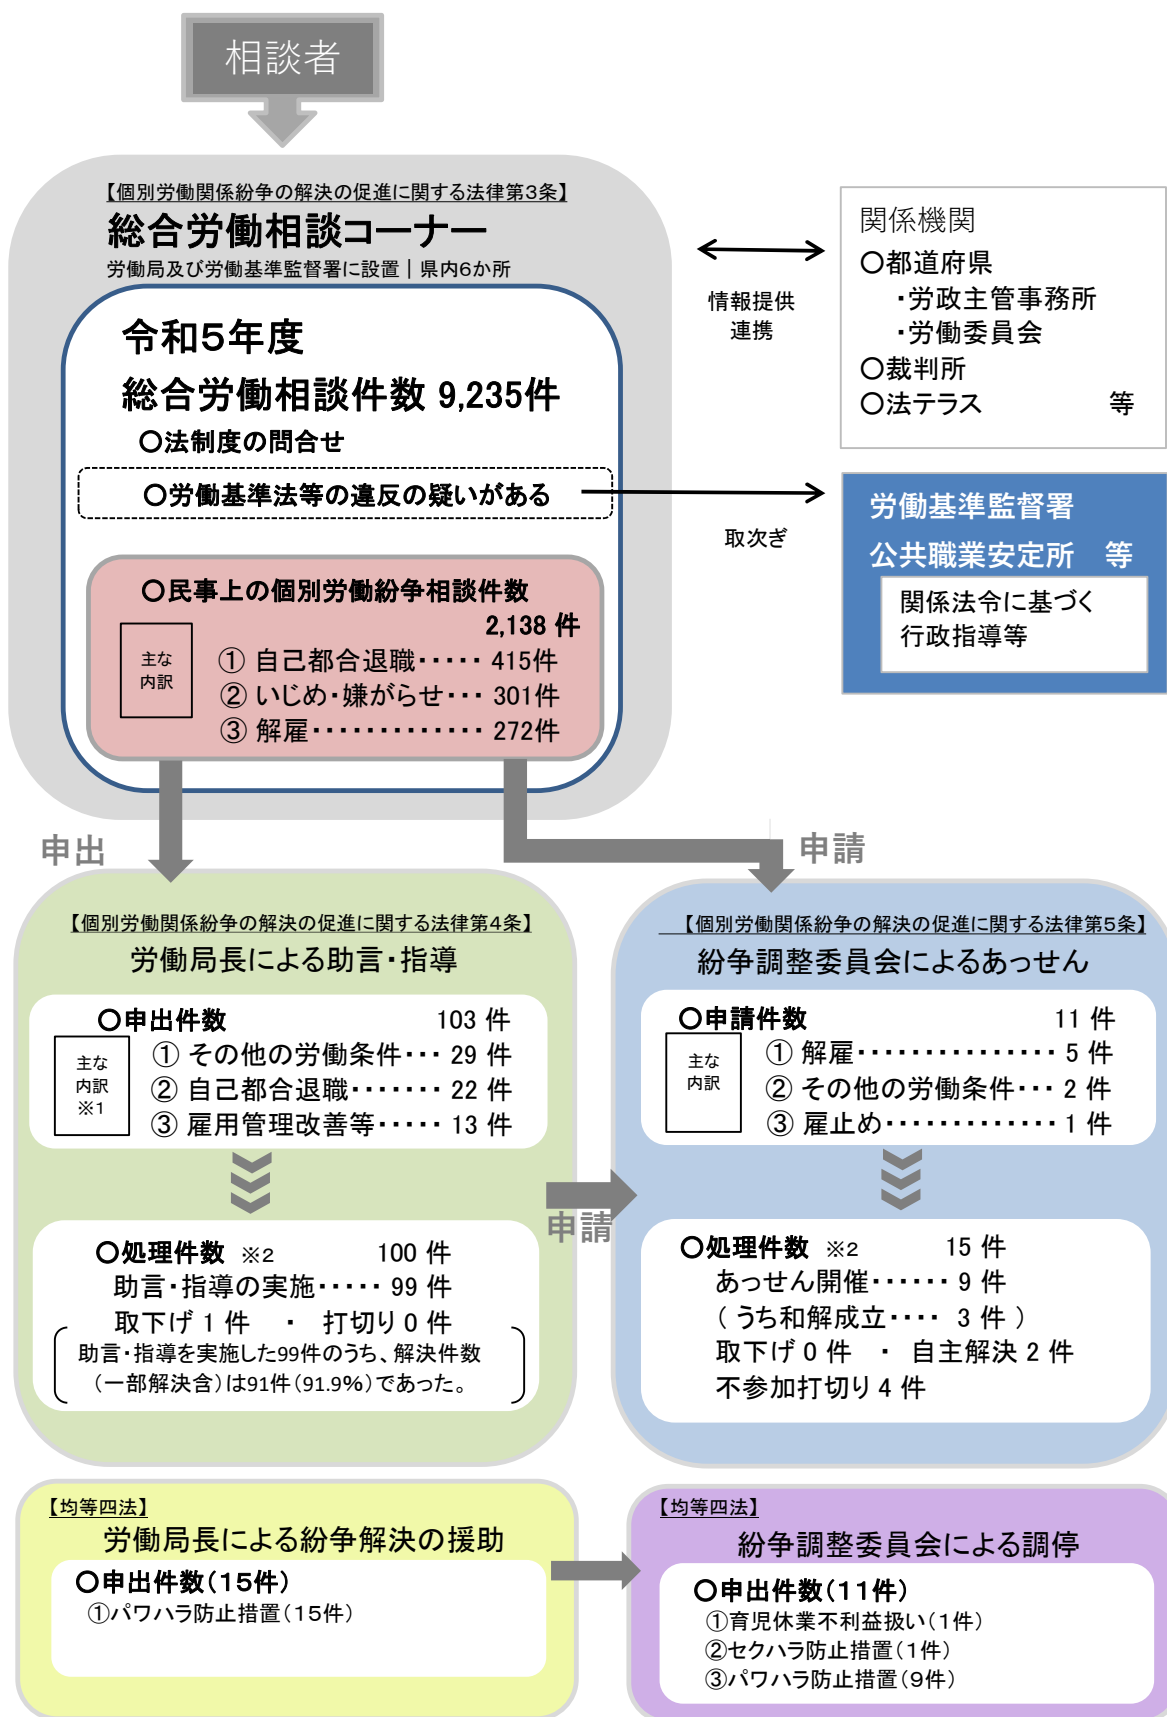 相談者
【個別労働関係紛争の解決の促進に関する法律第3条】
総合労働相談コーナー
労働局及び労働基準監督署に設置｜県内6か所
令和5年度
総合労働相談件数 9,235件
○法制度の問合せ
○労働基準法等の違反の疑いがある
○民事上の個別労働紛争相談件数
2,138 件
主な
内訳
① 自己都合退職・・・・・ 415件
② いじめ・嫌がらせ・・・ 301件
③ 解雇・・・・・・・・・・・・・ 272件
情報提供
連携
関係機関
○都道府県
・労政主管事務所
・労働委員会
○裁判所
○法テラス 等
取次ぎ
労働基準監督署
公共職業安定所 等
関係法令に基づく
行政指導等
申出
申請
【個別労働関係紛争の解決の促進に関する法律第4条】
労働局長による助言・指導
○申出件数 103 件
主な
内訳
※1
① その他の労働条件・・・ 29 件
② 自己都合退職・・・・・・・ 22 件
③ 雇用管理改善等・・・・・ 13 件
○処理件数 ※2 100 件
助言・指導の実施・・・・・ 99 件
取下げ 1 件 ・ 打切り 0 件
助言・指導を実施した99件のうち、解決件数
（一部解決含）は91件（91.9%）であった。
申請
【個別労働関係紛争の解決の促進に関する法律第5条】
紛争調整委員会によるあっせん
○申請件数 11 件
主な
内訳
① 解雇・・・・・・・・・・・・・・・ 5 件
② その他の労働条件・・・ 2 件
③ 雇止め・・・・・・・・・・・・・ 1 件
○処理件数 ※2 15 件
あっせん開催・・・・・・ 9 件
（ うち和解成立・・・・ 3 件 ）
取下げ 0 件 ・ 自主解決 2 件
不参加打切り 4 件
【均等四法】
労働局長による紛争解決の援助
○申出件数（15件）
①パワハラ防止措置（15件）
【均等四法】
紛争調整委員会による調停
○申出件数（11件）
①育児休業不利益扱い（1件）
②セクハラ防止措置（1件）
③パワハラ防止措置（9件）